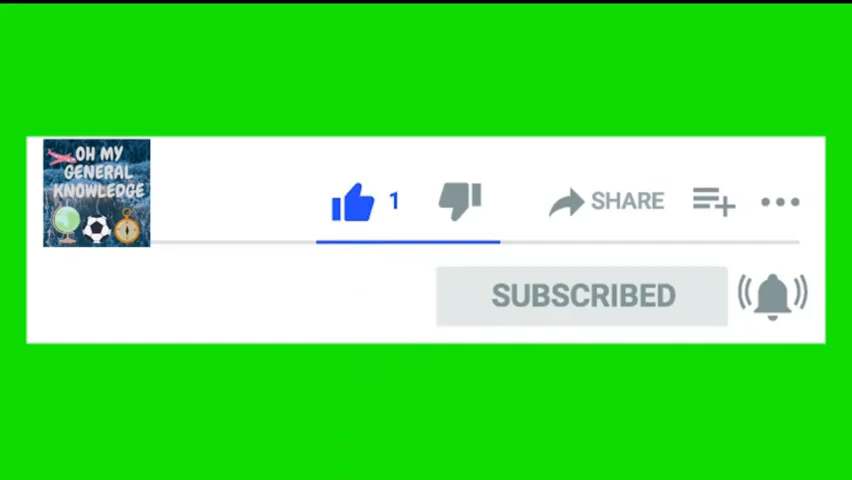 OH MY
GENERAL
KNOWLEDGE
1
SHARE
SUBSCRIBED